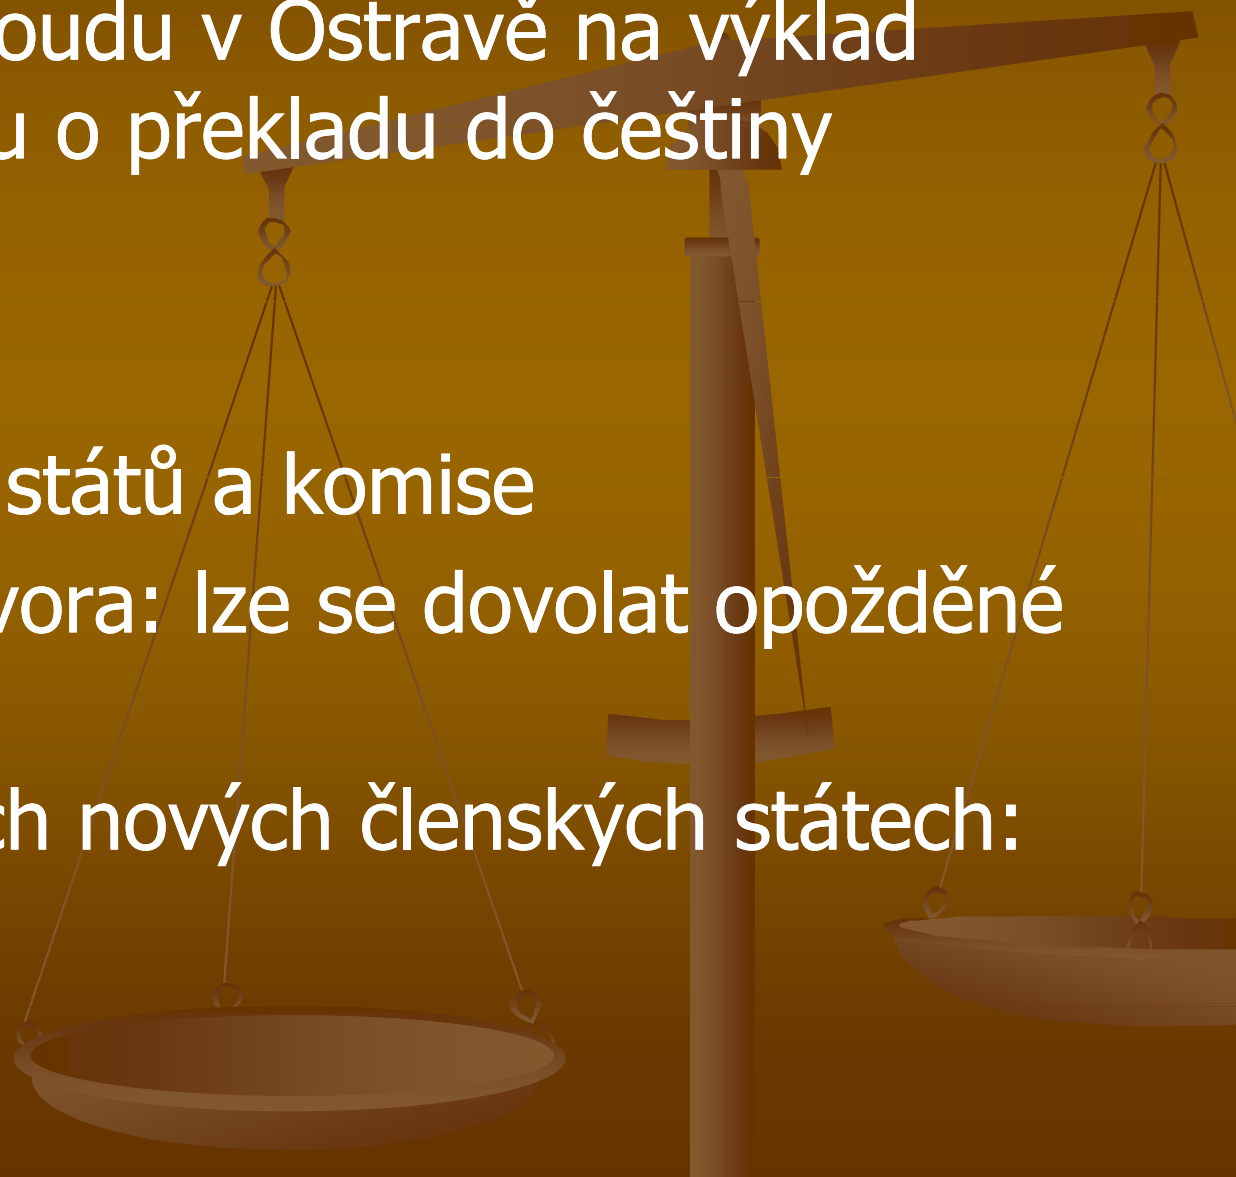 oudu v Ostravě na výklad
u o překladu do češtiny
států a komise
vora: lze se dovolat opožděné
ch nových členských státech: